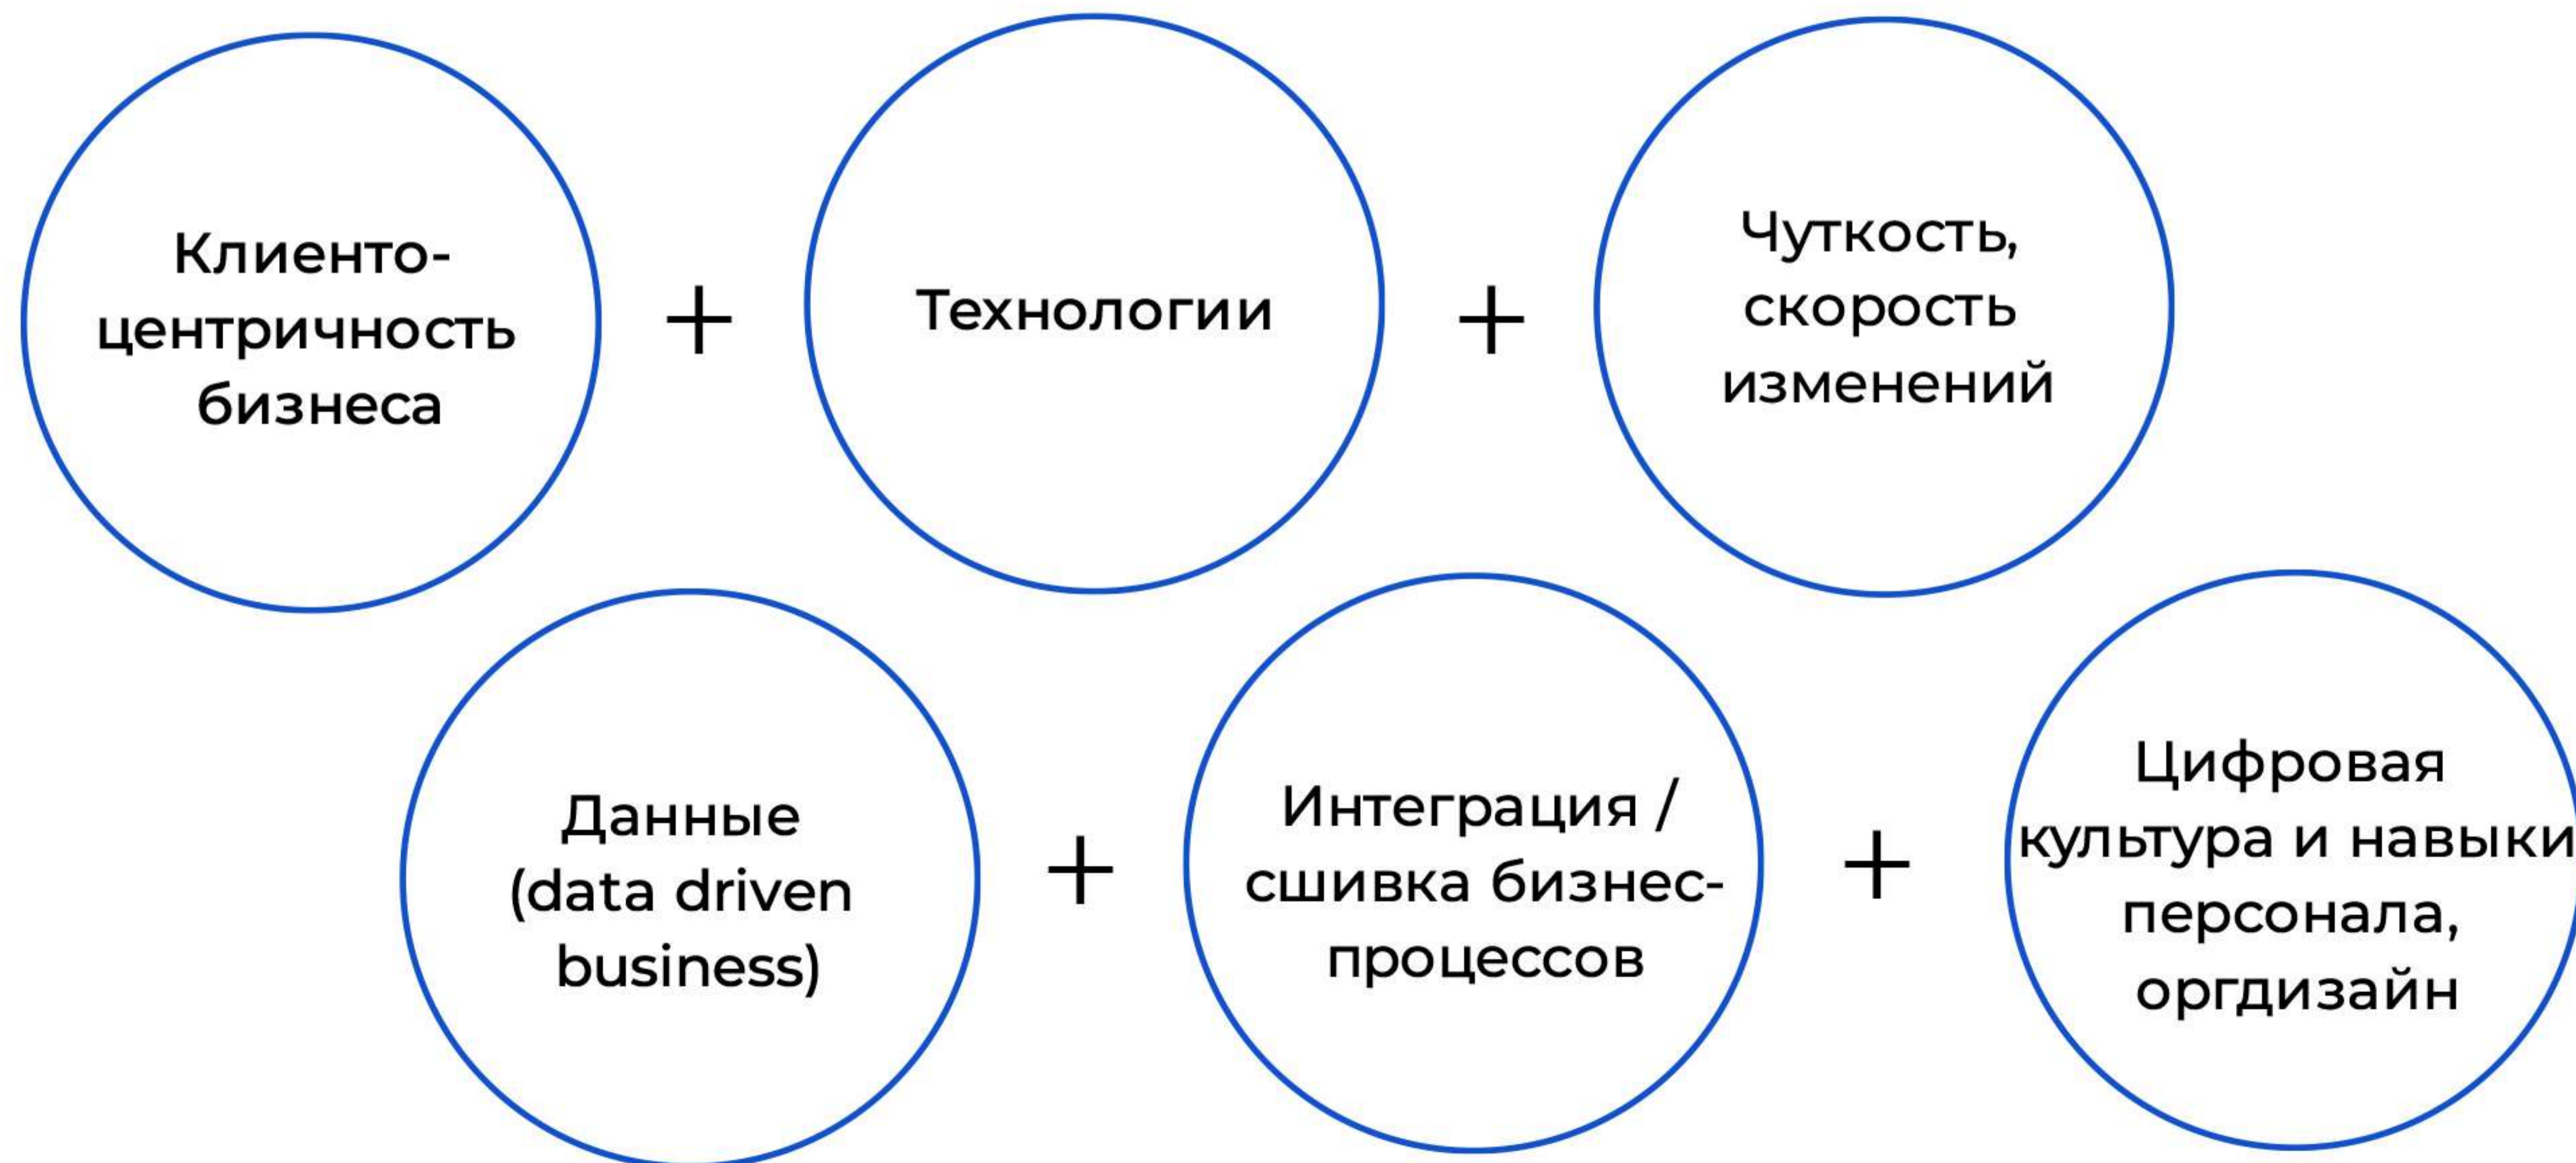 Клиенто-
центричность
бизнеса
+
Технологии
+
Чуткость,
скорость
изменений
Данные
(data driven
business)
+
Интеграция /
сшивка бизнес-
процессов
+
Цифровая
культура и навыки
персонала,
оргдизайн